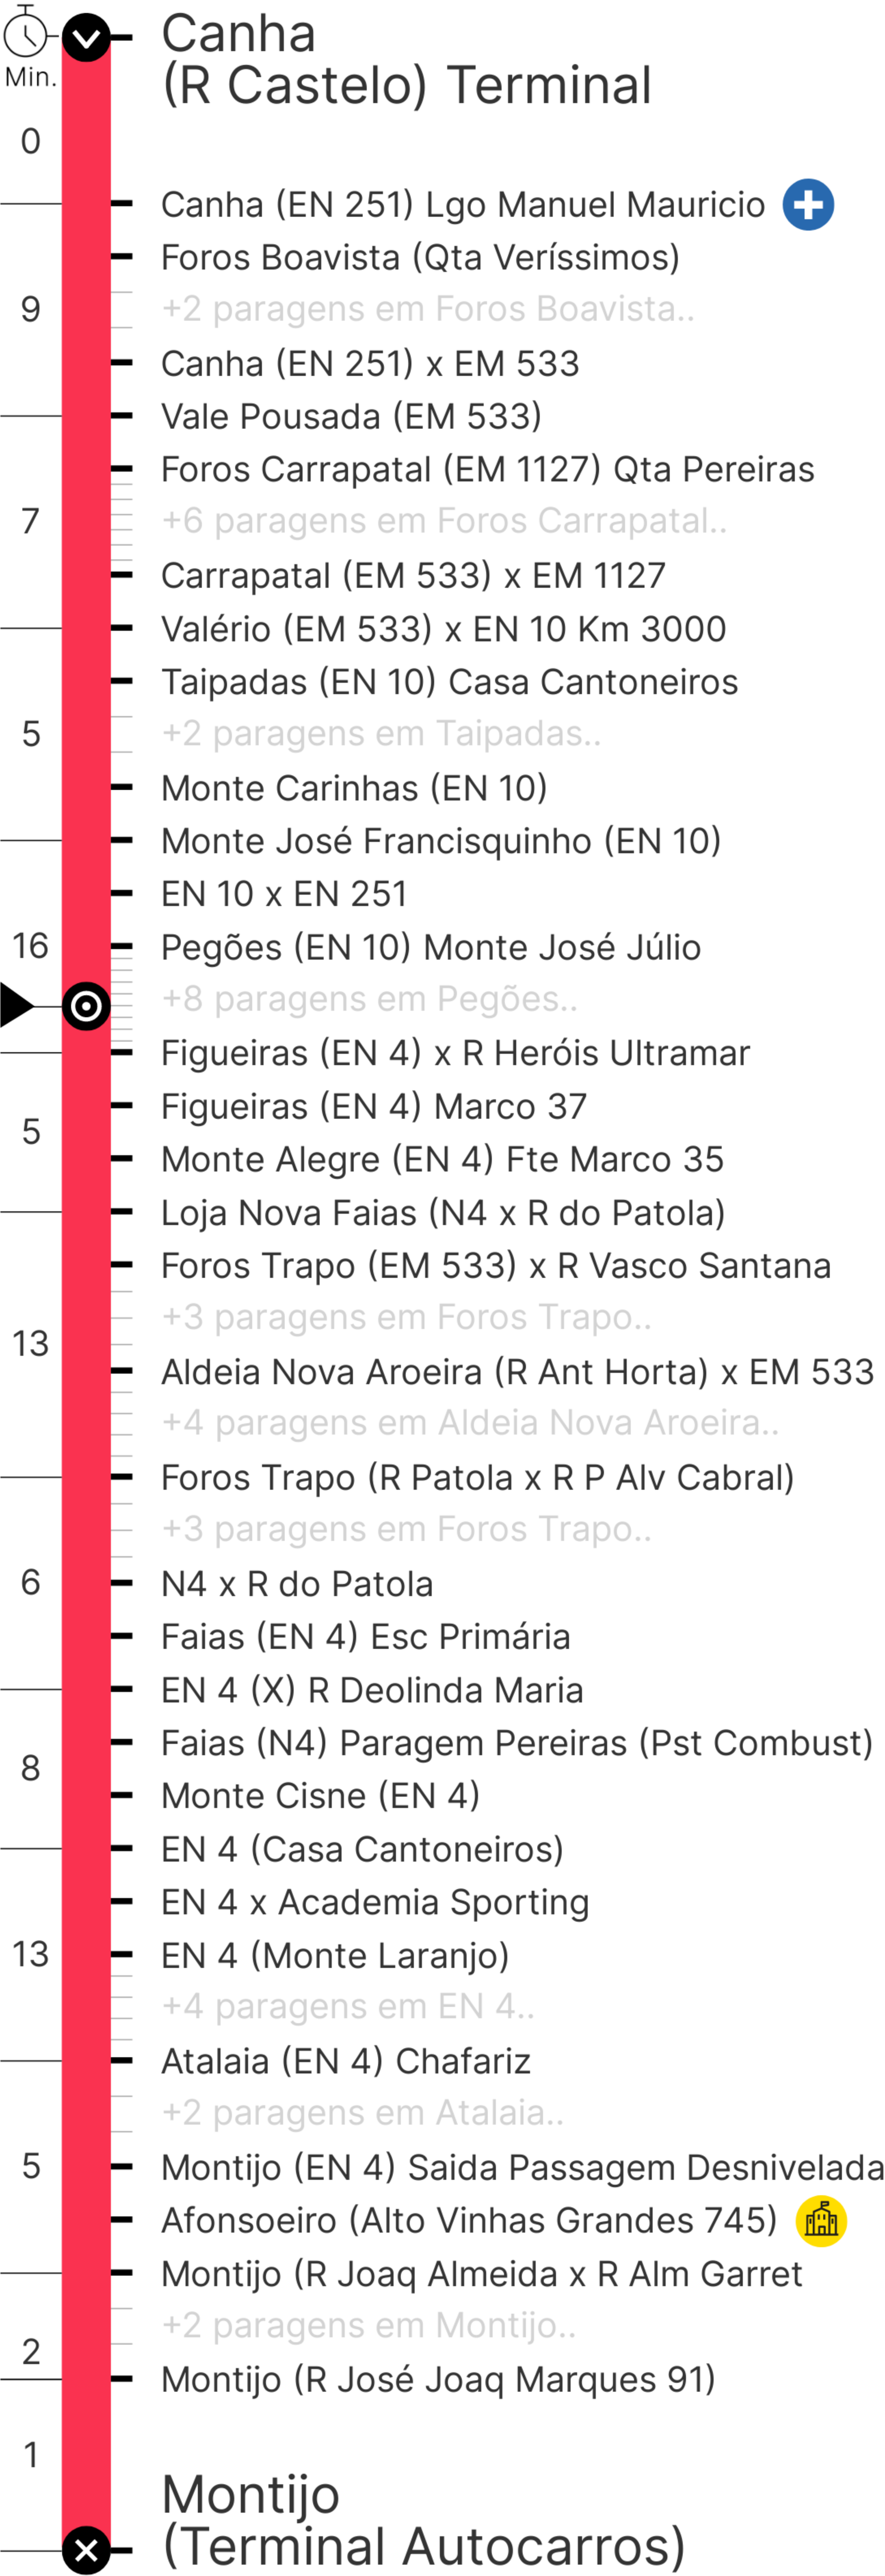 Canha
(R Castelo) Terminal
Min.
0
Canha (EN 251) Lgo Manuel Mauricio
Foros Boavista (Qta Veríssimos)
9
+2 paragens em Foros Boavista..
Canha (EN 251) x EM 533
Vale Pousada (EM 533)
Foros Carrapatal (EM 1127) Qta Pereiras
7
+6 paragens em Foros Carrapatal..
Carrapatal (EM 533) x EM 1127
Valério (EM 533) x EN 10 Km 3000
Taipadas (EN 10) Casa Cantoneiros
5
+2 paragens em Taipadas..
Monte Carinhas (EN 10)
Monte José Francisquinho (EN 10)
EN 10 x EN 251
16
Pegões (EN 10) Monte José Júlio
+8 paragens em Pegões..
Figueiras (EN 4) x R Heróis Ultramar
Figueiras (EN 4) Marco 37
5
Monte Alegre (EN 4) Fte Marco 35
Loja Nova Faias (N4 x R do Patola)
Foros Trapo (EM 533) x R Vasco Santana
+3 paragens em Foros Trapo..
13
Aldeia Nova Aroeira (R Ant Horta) x EM 533
+4 paragens em Aldeia Nova Aroeira..
Foros Trapo (R Patola x R P Alv Cabral)
+3 paragens em Foros Trapo..
6
N4 x R do Patola
Faias (EN 4) Esc Primária
EN 4 (X) R Deolinda Maria
Faias (N4) Paragem Pereiras (Pst Combust)
8
Monte Cisne (EN 4)
EN 4 (Casa Cantoneiros)
EN 4 x Academia Sporting
13
EN 4 (Monte Laranjo)
+4 paragens em EN 4..
Atalaia (EN 4) Chafariz
+2 paragens em Atalaia..
5
Montijo (EN 4) Saida Passagem Desnivelada
Afonsoeiro (Alto Vinhas Grandes 745)
Montijo (R Joaq Almeida x R Alm Garret
+2 paragens em Montijo..
2
Montijo (R José Joaq Marques 91)
1
Montijo
(Terminal Autocarros)